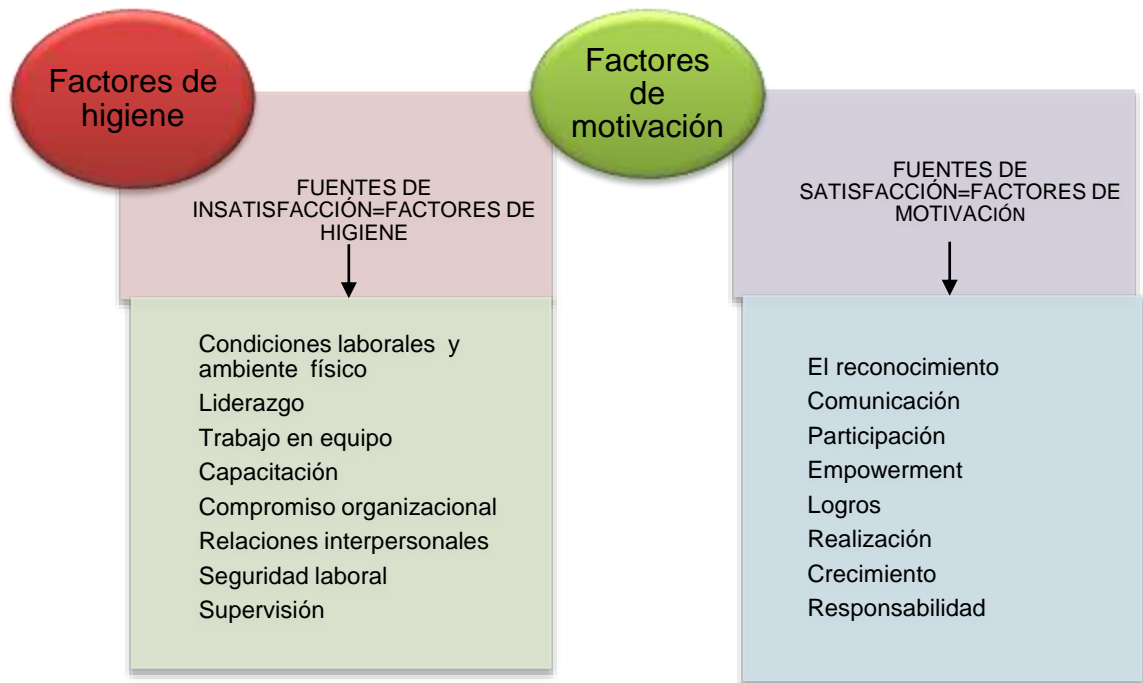 Factores de
higiene
FUENTES DE
INSATISFACCIÓN=FACTORES DE
HIGIENE
Condiciones laborales y
ambiente físico
Liderazgo
Trabajo en equipo
Capacitación
Compromiso organizacional
Relaciones interpersonales
Seguridad laboral
Supervisión
Factores
de
motivación
FUENTES DE
SATISFACCIÓN=FACTORES DE
MOTIVACIÓN
El reconocimiento
Comunicación
Participación
Empowerment
Logros
Realización
Crecimiento
Responsabilidad